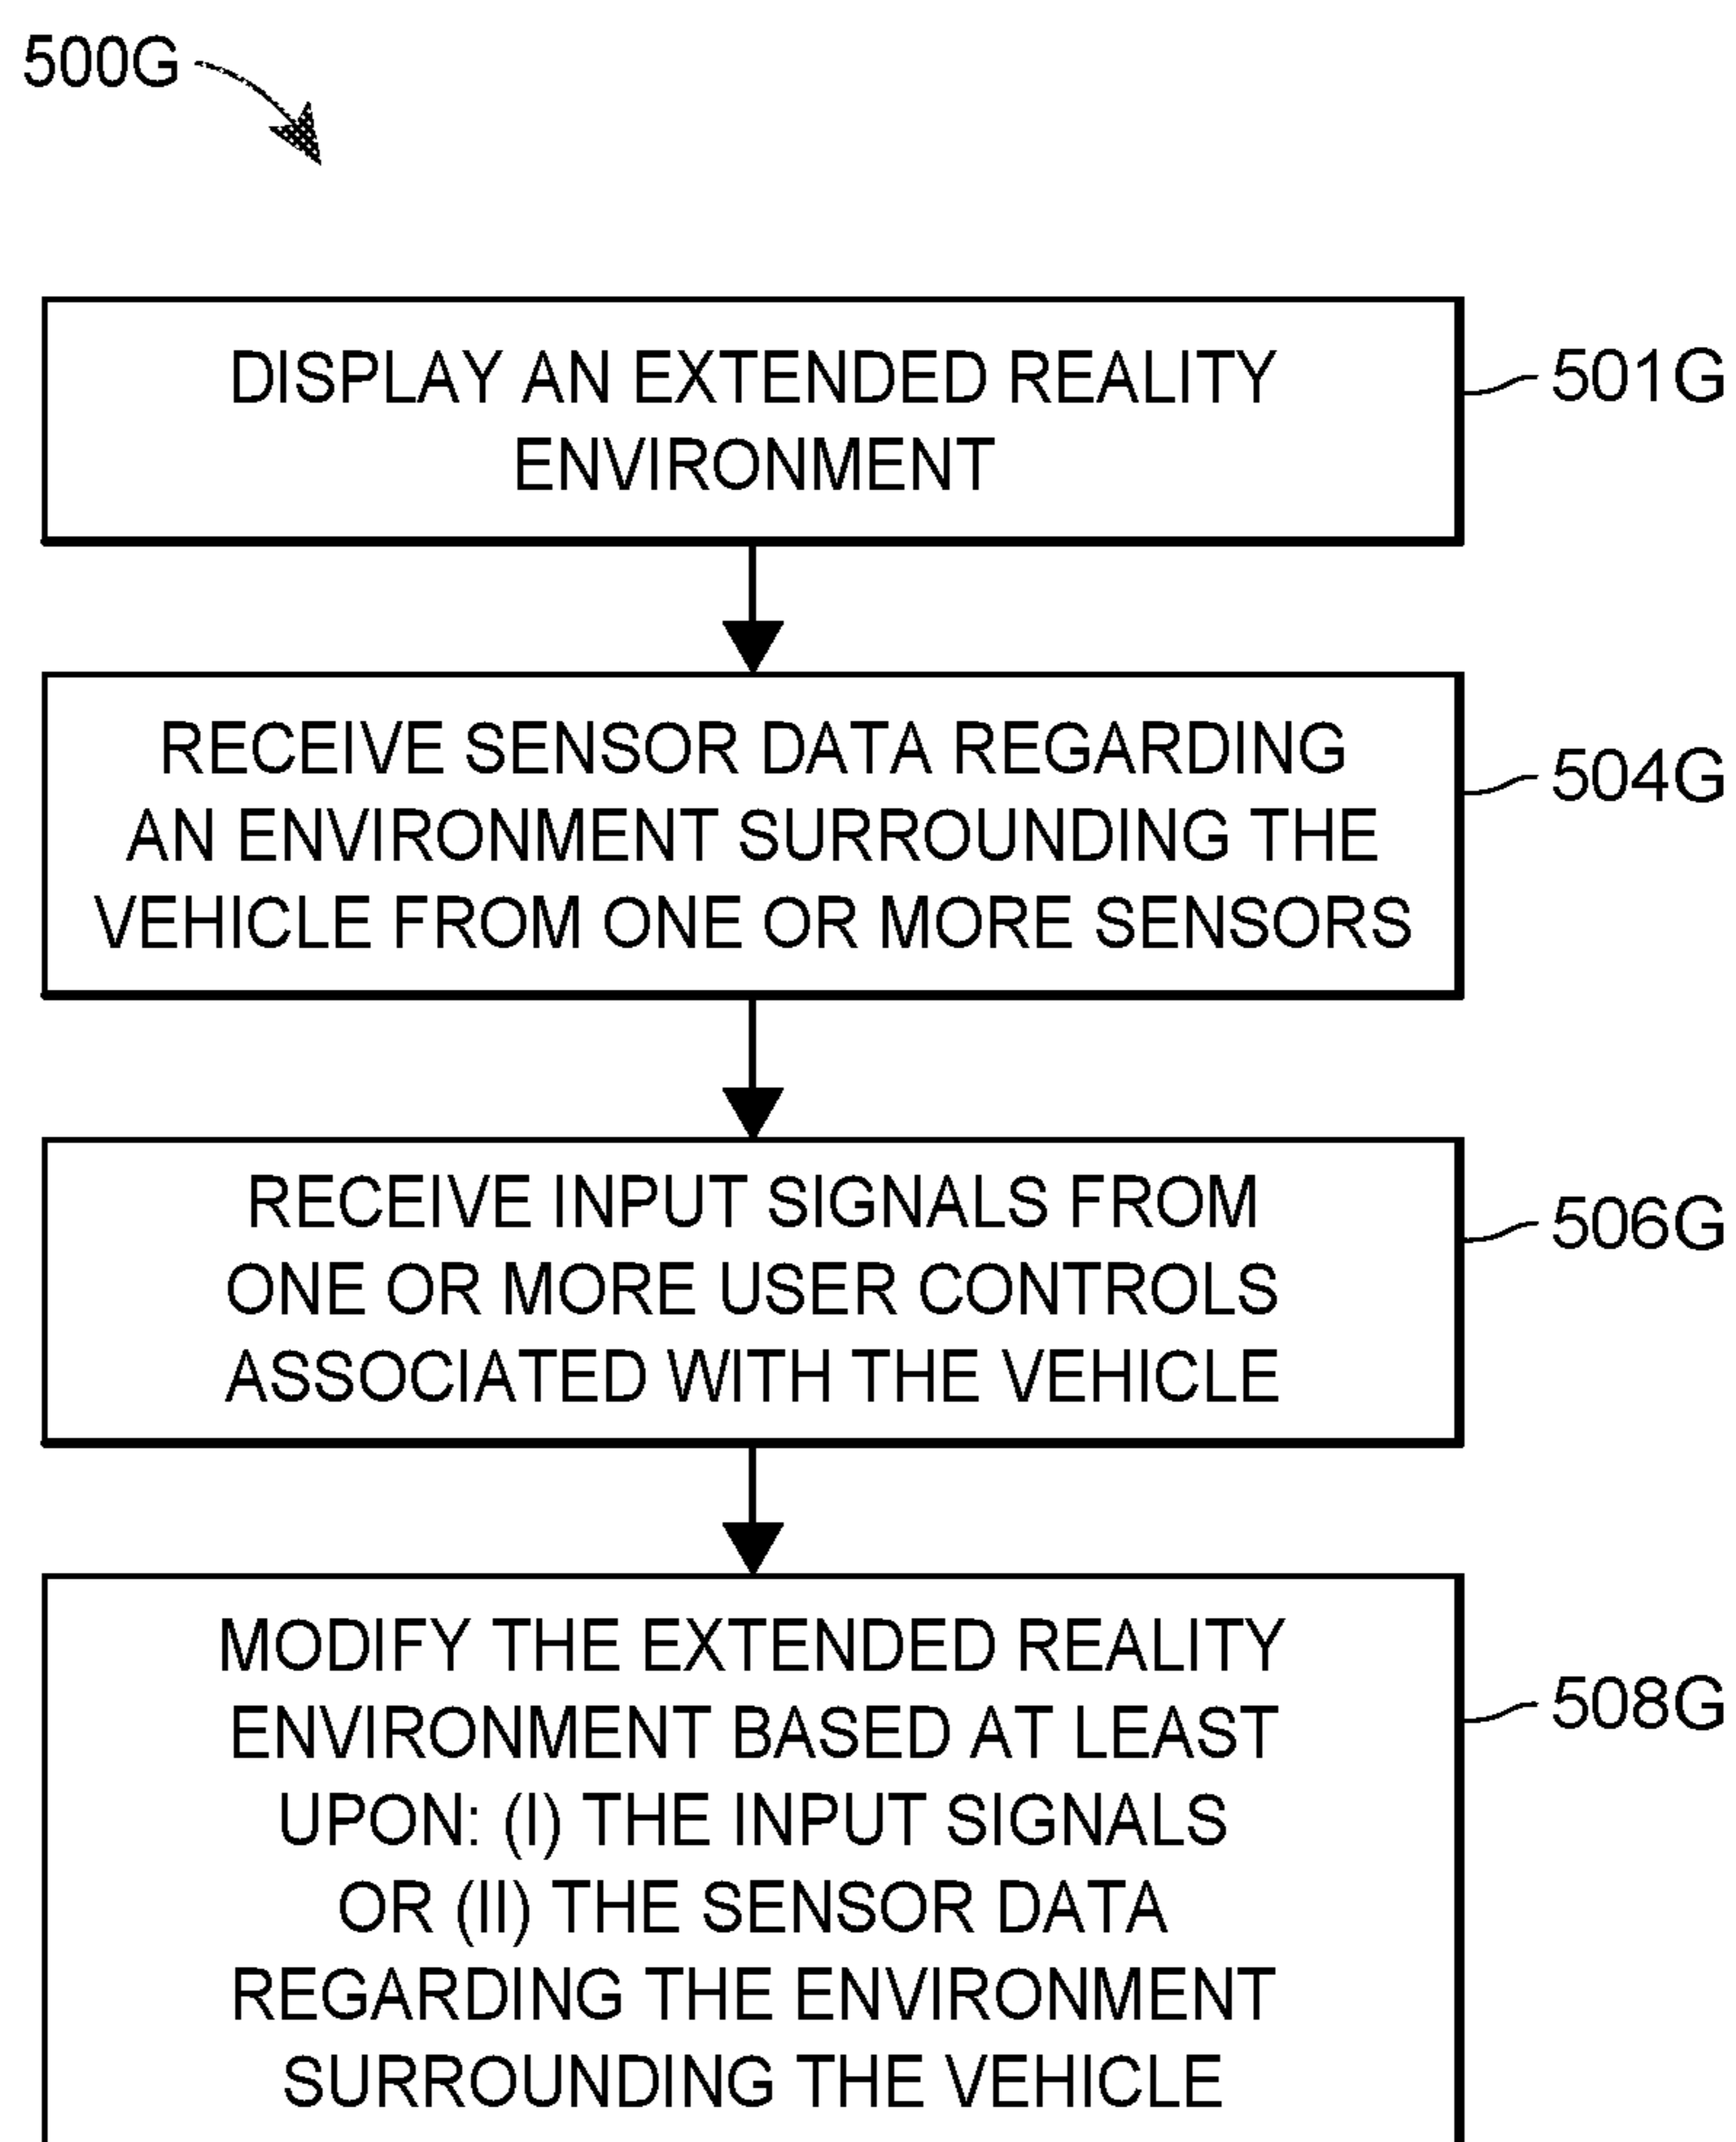 500G
DISPLAY AN EXTENDED REALITY
ENVIRONMENT
501G
RECEIVE SENSOR DATA REGARDING
AN ENVIRONMENT SURROUNDING THE
VEHICLE FROM ONE OR MORE SENSORS
504G
RECEIVE INPUT SIGNALS FROM
ONE OR MORE USER CONTROLS
ASSOCIATED WITH THE VEHICLE
506G
MODIFY THE EXTENDED REALITY
ENVIRONMENT BASED AT LEAST
UPON: (I) THE INPUT SIGNALS
OR (II) THE SENSOR DATA
REGARDING THE ENVIRONMENT
SURROUNDING THE VEHICLE
508G